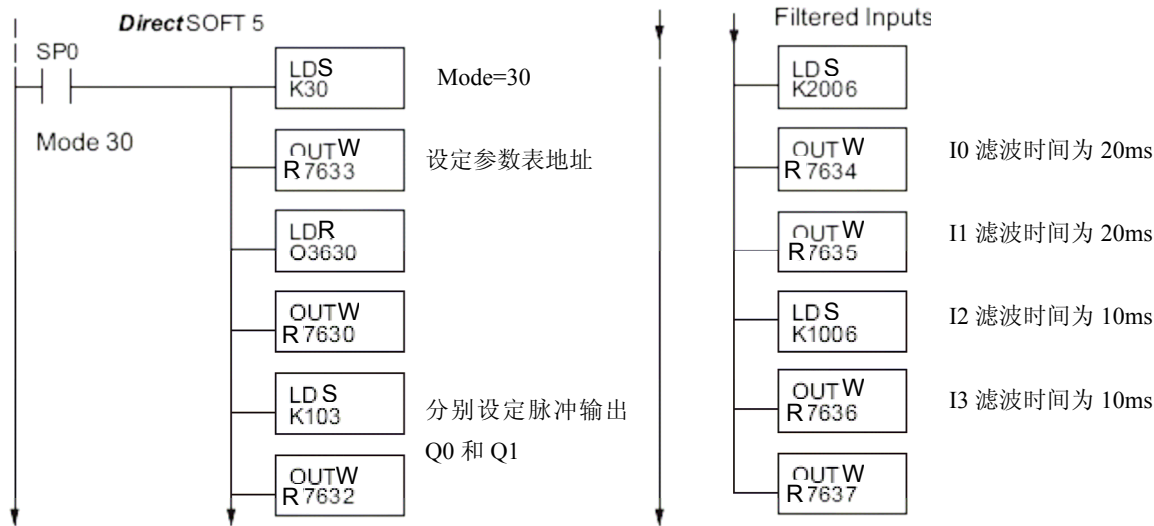 DirectSOFT 5
SP0
Mode 30
LDS
K30
Mode=30
OUTW
R7633
设定参数表地址
LDR
O3630
OUTW
R7630
LDS
K103
分别设定脉冲输出
Q0 和 Q1
OUTW
R7632
Filtered Inputs
LDS
K2006
OUTW
R7634
I0 滤波时间为 20ms
OUTW
R7635
I1 滤波时间为 20ms
LDS
K1006
I2 滤波时间为 10ms
OUTW
R7636
I3 滤波时间为 10ms
OUTW
R7637